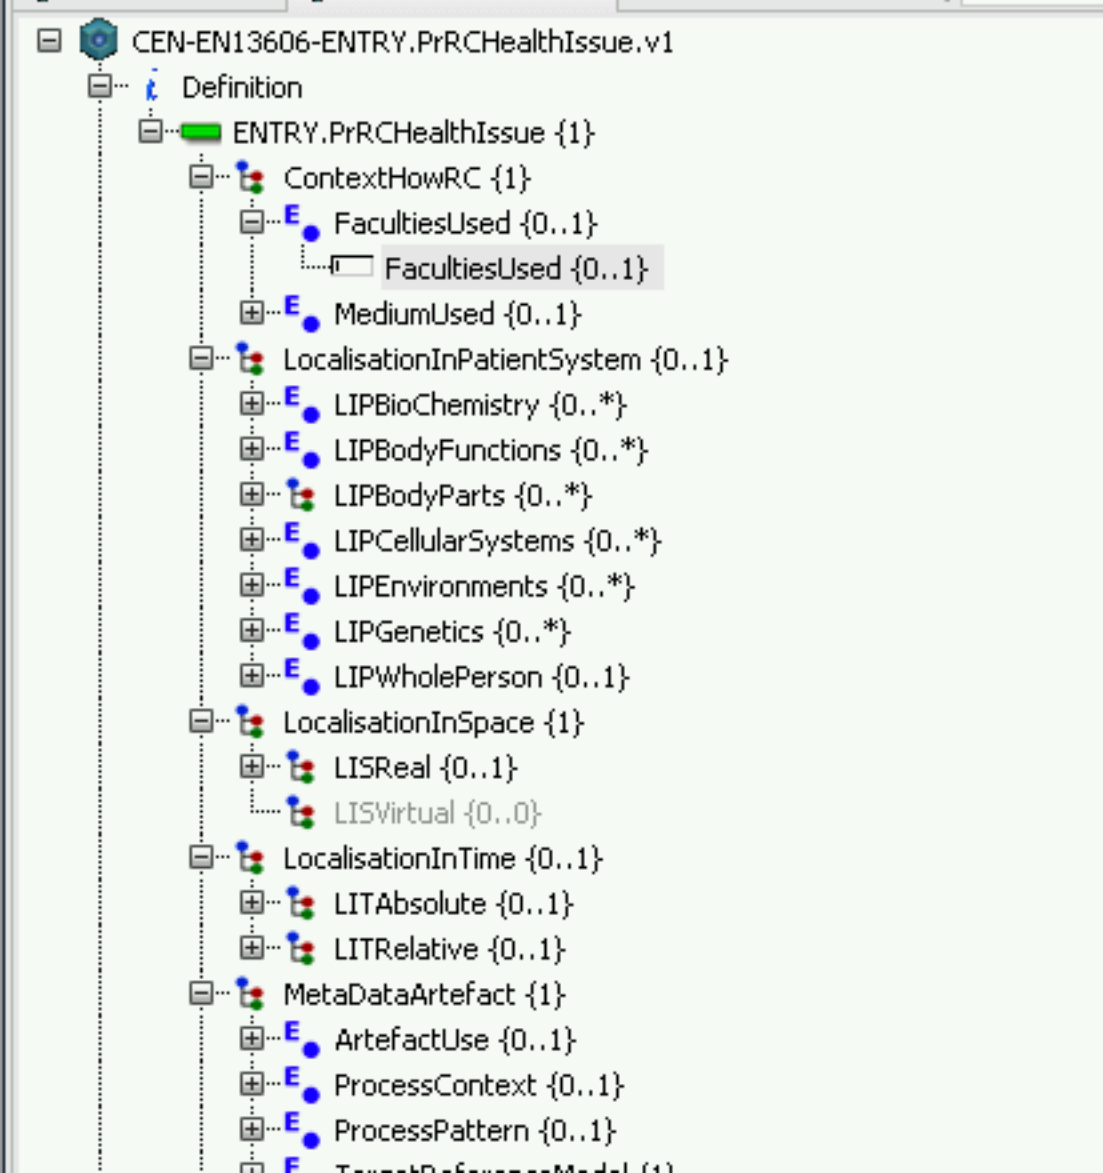 CEN-EN13606-ENTRY.PrRCHealthIssue.v1
Definition
ENTRY.PrRCHealthIssue {1}
ContextHowRC {1}
E FacultiesUsed {0..1}
FacultiesUsed {0..1}
E MediumUsed {0..1}
LocalisationInPatientSystem {0..1}
E LIPBioChemistry {0..*}
E LIPBodyFunctions {0..*}
LIPBodyParts {0..*}
E LIPCellularSystems {0..*}
E LIPEnvironments {0..*}
E LIPGenetics {0..*}
E LIPWholePerson {0..1}
LocalisationInSpace {1}
LISReal {0..1}
LISVirtual {0..0}
LocalisationInTime {0..1}
LITAbsolute {0..1}
LITRelative {0..1}
MetaDataArtefact {1}
E ArtefactUse {0..1}
E ProcessContext {0..1}
E ProcessPattern {0..1}
E TargetReferenceModel {1}